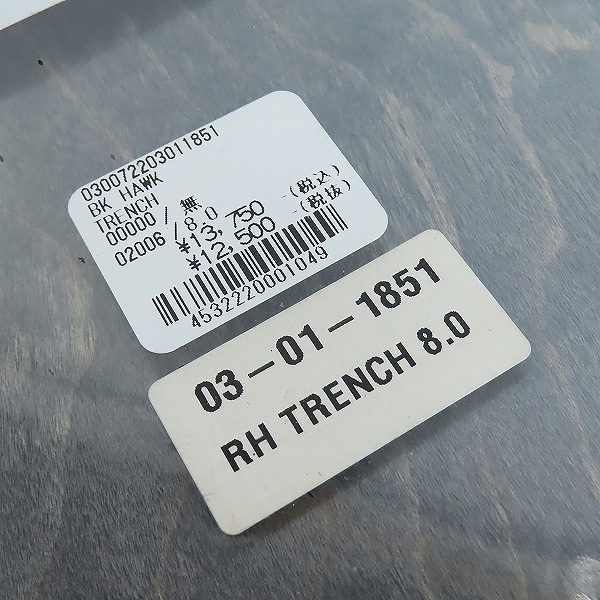 030072203011851
BK HAWK
TRENCH
00000 / 無
02006 / 8.0
¥13,750 -(税込)
¥12,500 -(税抜)
4532220001049
03-01-1851
RH TRENCH 8.0